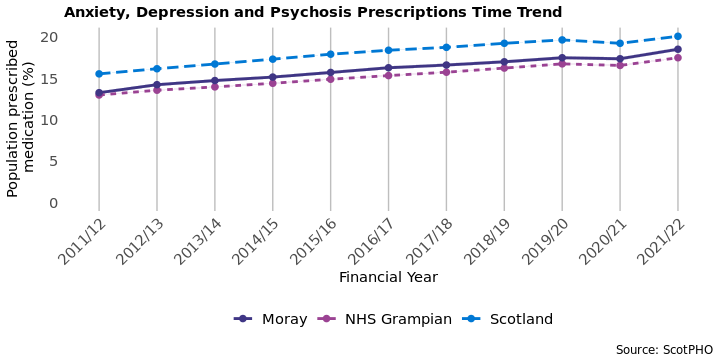 Anxiety, Depression and Psychosis Prescriptions Time Trend
Population prescribed
medication (%)
20
15
10
5
0
2011/12
2012/13
2013/14
2014/15
2015/16
2016/17
2017/18
2018/19
2019/20
2020/21
2021/22
Financial Year
Moray
NHS Grampian
Scotland
Source: ScotPHO